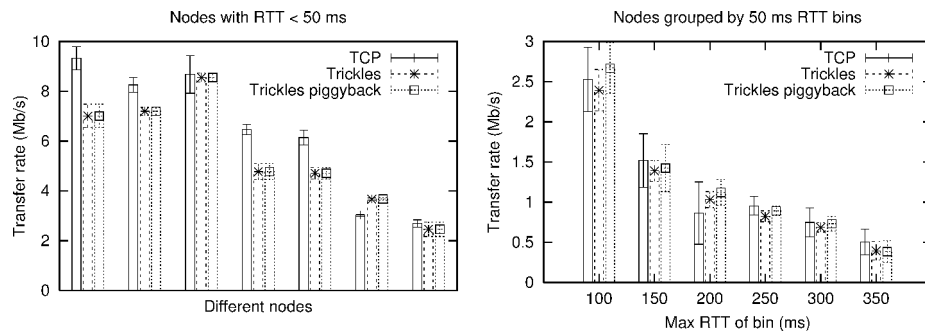 Nodes with RTT < 50 ms
Transfer rate (Mb/s)
10
8
6
4
2
0
TCP
Trickles
Trickles piggyback
Different nodes
Nodes grouped by 50 ms RTT bins
Transfer rate (Mb/s)
3
2.5
2
1.5
1
0.5
0
TCP
Trickles
Trickles piggyback
100 150 200 250 300 350
Max RTT of bin (ms)